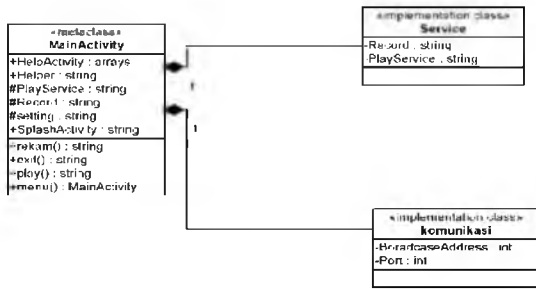 «metaclass»
MainActivity
+HeloActivity : arrays
+Helper : string
#PlayService : string
#Record : string
#setting : string
+SplashActivity : string
+rekam() : string
+exit() : string
+play() : string
+menu() : MainActivity
1
1
«implementation class»
Service
-Record : string
-PlayService : string
«implementation class»
komunikasi
-BoradcaseAddress : int
-Port : int